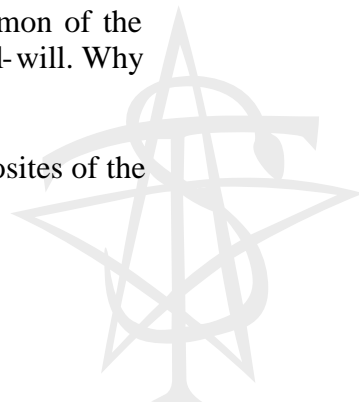 mon of the
l-will. Why
osites of the